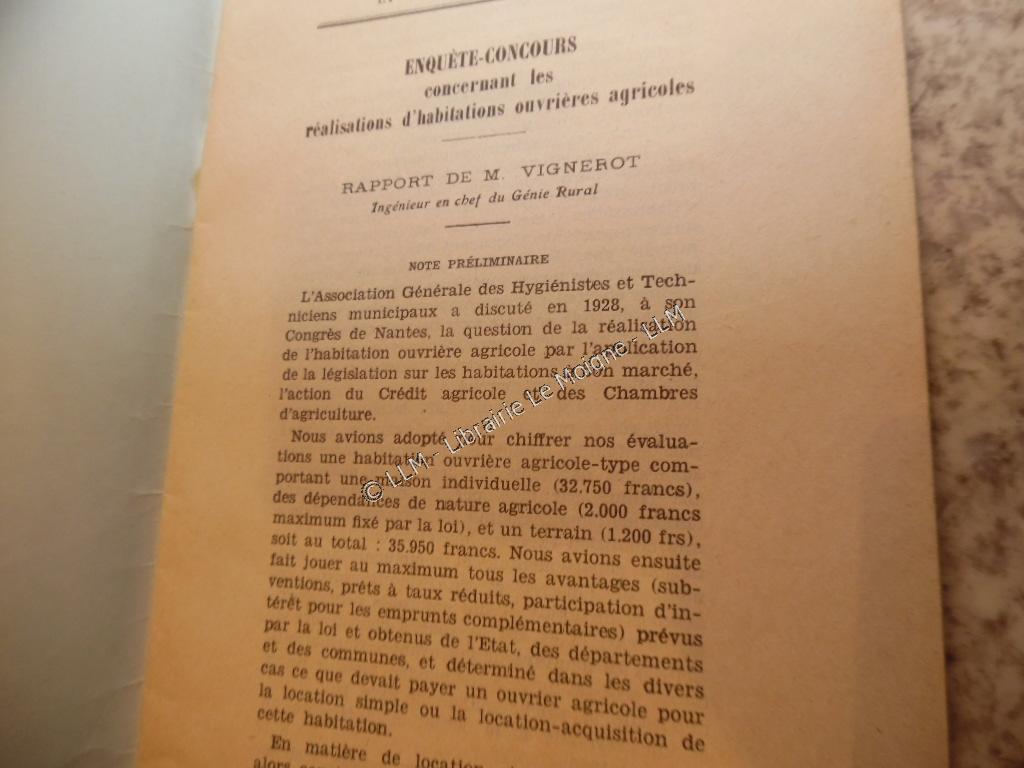 ENQUÊTE-CONCOURS
concernant les
réalisations d'habitations ouvrières agricoles
RAPPORT DE M. VIGNEROT
Ingénieur en chef du Génie Rural
NOTE PRÉLIMINAIRE
L'Association Générale des Hygiénistes et Tech-
niciens municipaux a discuté en 1928, à son
Congrès de Nantes, la question de la réalisation
de l'habitation ouvrière agricole par l'application
de la législation sur les habitations à bon marché,
l'action du Crédit agricole et des Chambres
d'agriculture.
Nous avions adopté pour chiffrer nos évalua-
tions une habitation ouvrière agricole-type com-
portant une maison individuelle (32.750 francs),
des dépendances de nature agricole (2.000 francs
maximum fixé par la loi), et un terrain (1.200 frs),
soit au total : 35.950 francs. Nous avions ensuite
fait jouer au maximum tous les avantages (sub-
ventions, prêts à taux réduits, participation d'in-
térêt pour les emprunts complémentaires) prévus
par la loi et obtenus de l'Etat, des départements
et des communes, et déterminé dans les divers
cas ce que devait payer un ouvrier agricole pour
la location simple ou la location-acquisition de
cette habitation.
En matière de location
alors
© LLM - Librairie Le Moigne - LLM